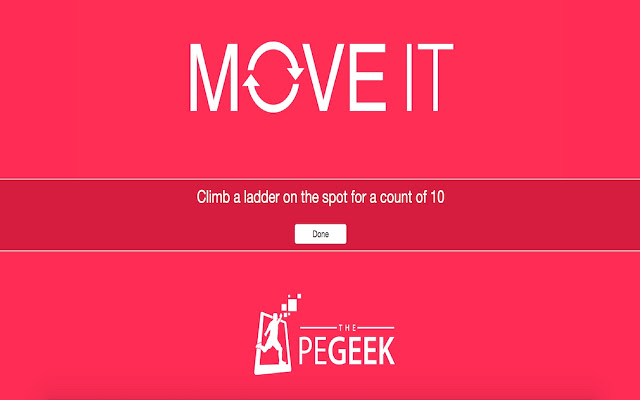 MOVE IT
Climb a ladder on the spot for a count of 10
Done
THE
PEGEEK